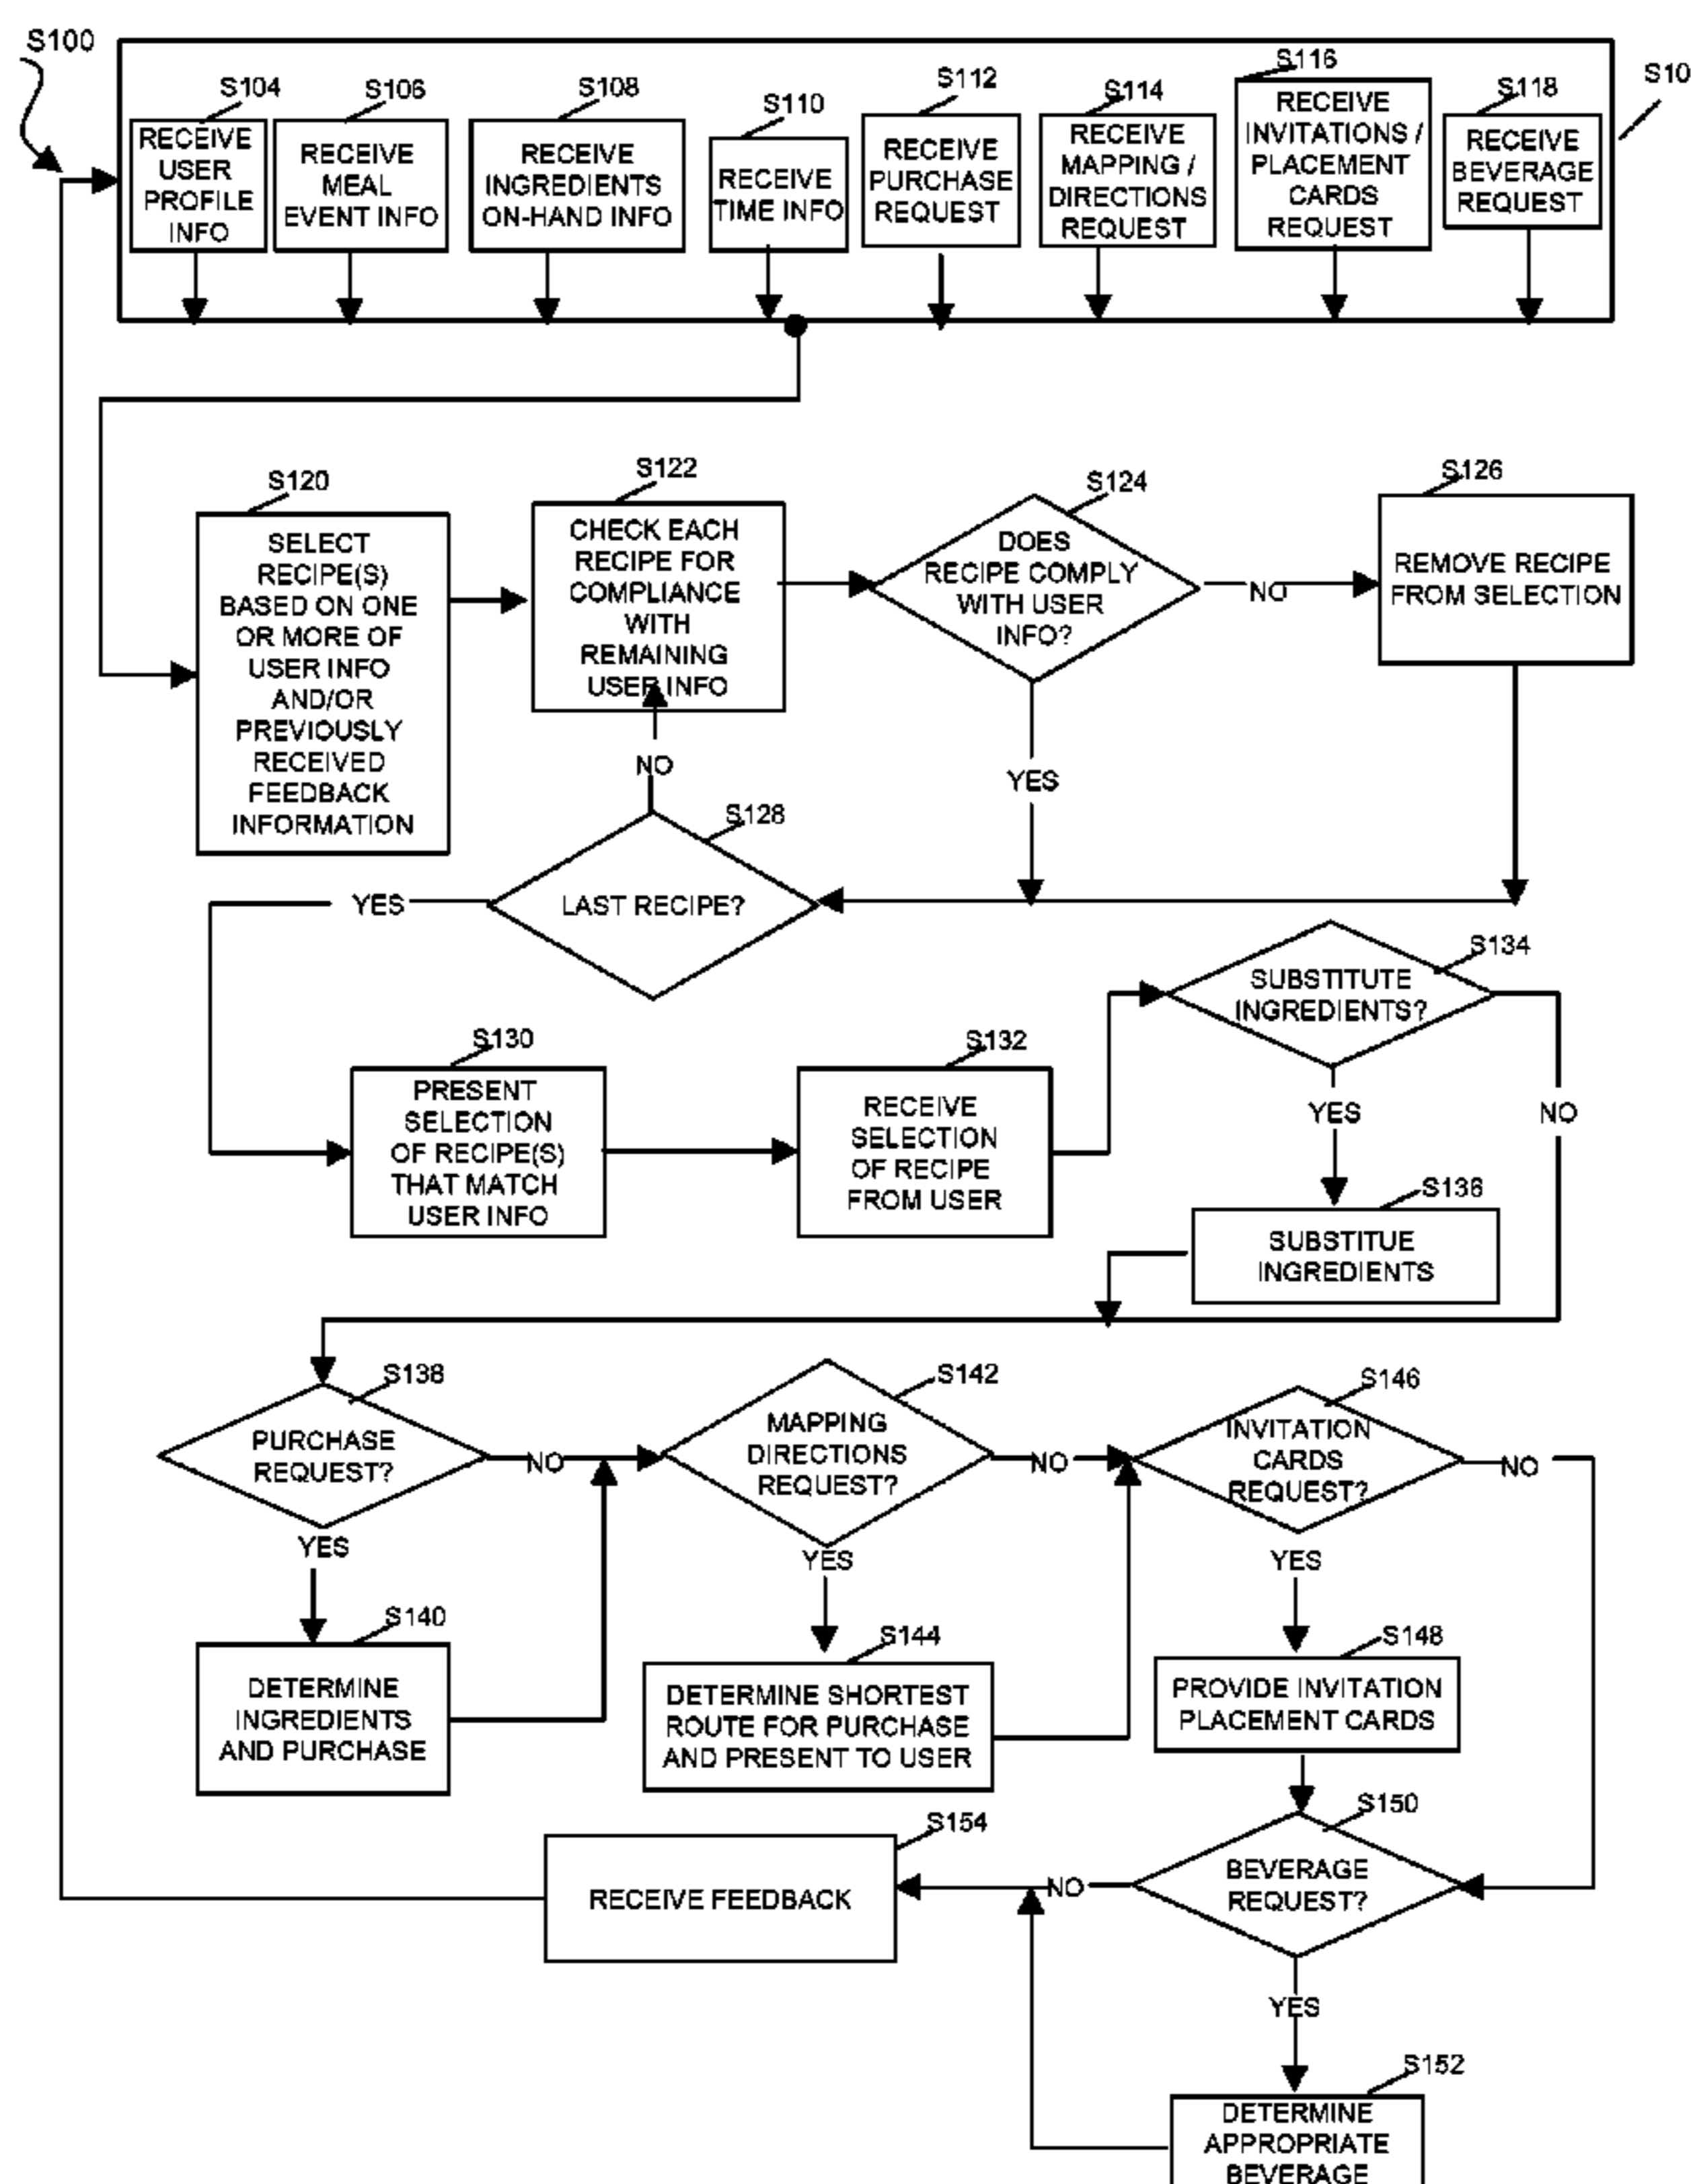 S100
S10
S104
RECEIVE
USER
PROFILE
INFO
S106
RECEIVE
MEAL
EVENT INFO
S108
RECEIVE
INGREDIENTS
ON-HAND INFO
S110
RECEIVE
TIME INFO
S112
RECEIVE
PURCHASE
REQUEST
S114
RECEIVE
MAPPING /
DIRECTIONS
REQUEST
S116
RECEIVE
INVITATIONS /
PLACEMENT
CARDS
REQUEST
S118
RECEIVE
BEVERAGE
REQUEST
S120
SELECT
RECIPE(S)
BASED ON ONE
OR MORE OF
USER INFO
AND/OR
PREVIOUSLY
RECEIVED
FEEDBACK
INFORMATION
S122
CHECK EACH
RECIPE FOR
COMPLIANCE
WITH
REMAINING
USER INFO
S124
DOES
RECIPE COMPLY
WITH USER
INFO?
NO
S126
REMOVE RECIPE
FROM SELECTION
YES
NO
S128
LAST RECIPE?
YES
S130
PRESENT
SELECTION
OF RECIPE(S)
THAT MATCH
USER INFO
S132
RECEIVE
SELECTION
OF RECIPE
FROM USER
S134
SUBSTITUTE
INGREDIENTS?
YES
NO
S136
SUBSTITUE
INGREDIENTS
S138
PURCHASE
REQUEST?
NO
YES
S140
DETERMINE
INGREDIENTS
AND PURCHASE
S142
MAPPING
DIRECTIONS
REQUEST?
NO
YES
S144
DETERMINE SHORTEST
ROUTE FOR PURCHASE
AND PRESENT TO USER
S146
INVITATION
CARDS
REQUEST?
NO
YES
S148
PROVIDE INVITATION
PLACEMENT CARDS
S150
BEVERAGE
REQUEST?
NO
YES
S154
RECEIVE FEEDBACK
S152
DETERMINE
APPROPRIATE
BEVERAGE